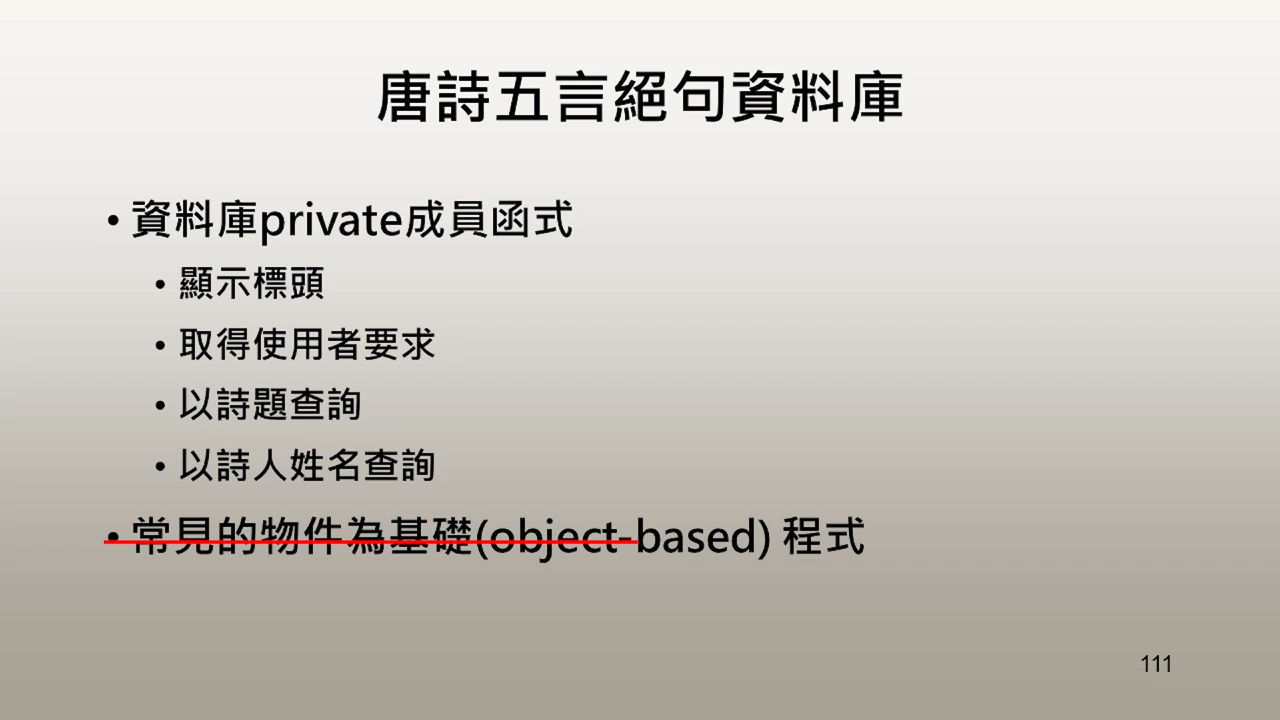 唐詩五言絕句資料庫
• 資料庫private成員函式
• 顯示標頭
• 取得使用者要求
• 以詩題查詢
• 以詩人姓名查詢
• 常見的物件為基礎(object-based) 程式
111